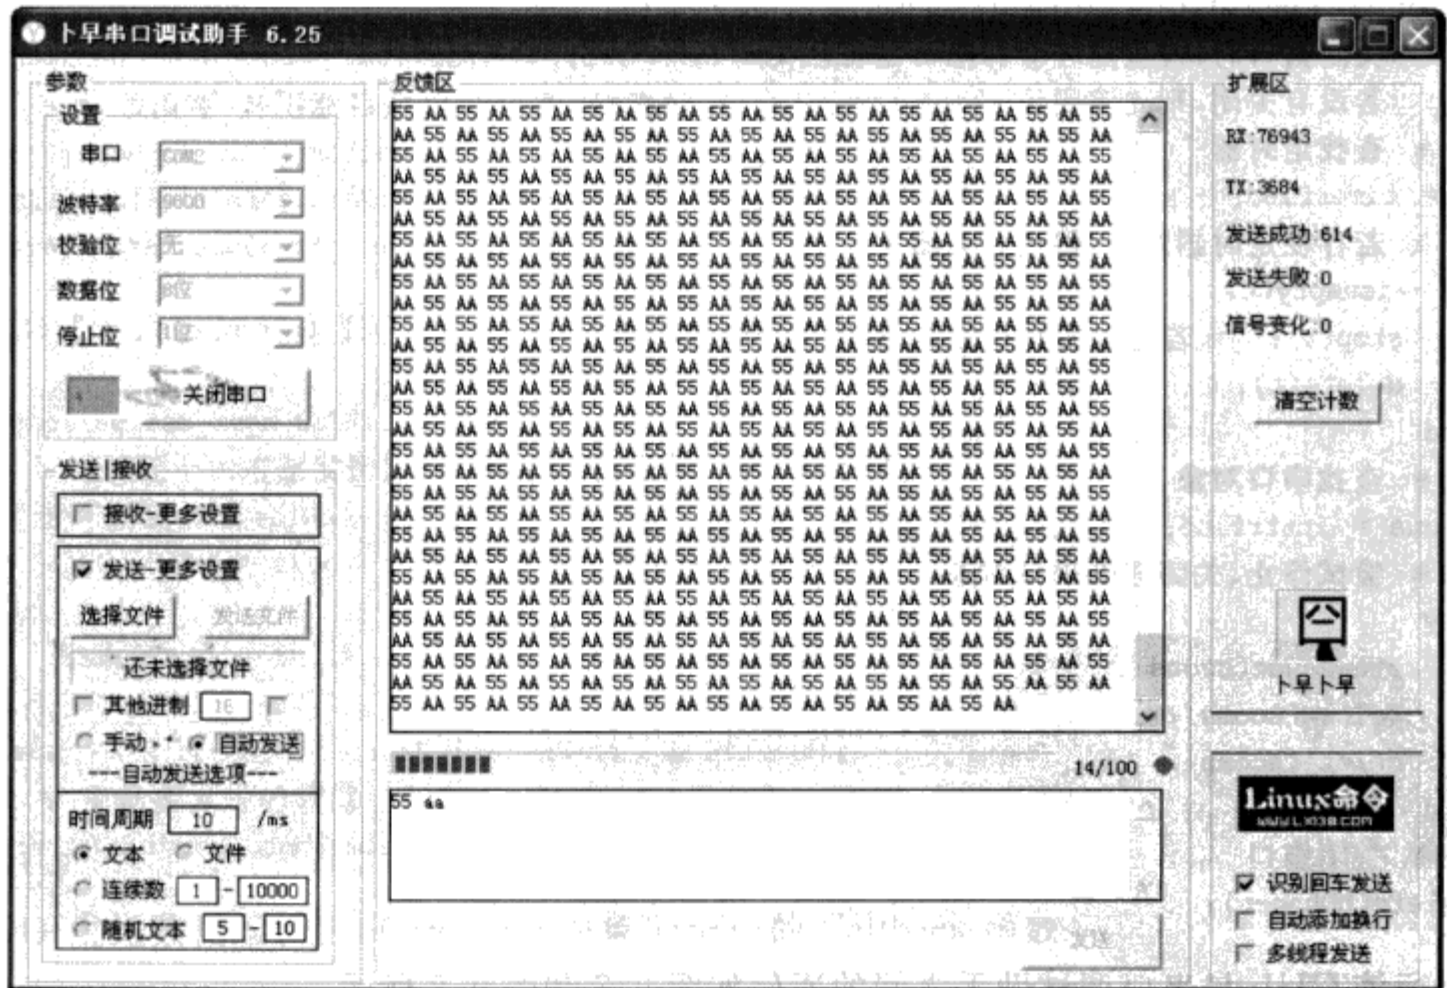 卜早串口调试助手 6.25
参数
设置
串口 COM2
波特率 9600
校验位 无
数据位 8位
停止位 1位
关闭串口
发送|接收
接收-更多设置
发送-更多设置
选择文件 发送文件
还未选择文件
其他进制 16
手动 自动发送
---自动发送选项---
时间周期 10 /ms
文本 文件
连续数 1 - 10000
随机文本 5 - 10
反馈区
55 AA 55 AA 55 AA 55 AA 55 AA 55 AA 55 AA 55 AA 55 AA 55 AA 55 AA 55
AA 55 AA 55 AA 55 AA 55 AA 55 AA 55 AA 55 AA 55 AA 55 AA 55 AA 55 AA
55 AA 55 AA 55 AA 55 AA 55 AA 55 AA 55 AA 55 AA 55 AA 55 AA 55 AA 55
AA 55 AA 55 AA 55 AA 55 AA 55 AA 55 AA 55 AA 55 AA 55 AA 55 AA 55 AA
55 AA 55 AA 55 AA 55 AA 55 AA 55 AA 55 AA 55 AA 55 AA 55 AA 55 AA 55
AA 55 AA 55 AA 55 AA 55 AA 55 AA 55 AA 55 AA 55 AA 55 AA 55 AA 55 AA
55 AA 55 AA 55 AA 55 AA 55 AA 55 AA 55 AA 55 AA 55 AA 55 AA 55 AA 55
AA 55 AA 55 AA 55 AA 55 AA 55 AA 55 AA 55 AA 55 AA 55 AA 55 AA 55 AA
55 AA 55 AA 55 AA 55 AA 55 AA 55 AA 55 AA 55 AA 55 AA 55 AA 55 AA 55
AA 55 AA 55 AA 55 AA 55 AA 55 AA 55 AA 55 AA 55 AA 55 AA 55 AA 55 AA
55 AA 55 AA 55 AA 55 AA 55 AA 55 AA 55 AA 55 AA 55 AA 55 AA 55 AA 55
AA 55 AA 55 AA 55 AA 55 AA 55 AA 55 AA 55 AA 55 AA 55 AA 55 AA 55 AA
55 AA 55 AA 55 AA 55 AA 55 AA 55 AA 55 AA 55 AA 55 AA 55 AA 55 AA 55
AA 55 AA 55 AA 55 AA 55 AA 55 AA 55 AA 55 AA 55 AA 55 AA 55 AA 55 AA
55 AA 55 AA 55 AA 55 AA 55 AA 55 AA 55 AA 55 AA 55 AA 55 AA 55 AA 55
AA 55 AA 55 AA 55 AA 55 AA 55 AA 55 AA 55 AA 55 AA 55 AA 55 AA 55 AA
55 AA 55 AA 55 AA 55 AA 55 AA 55 AA 55 AA 55 AA 55 AA 55 AA 55 AA 55
AA 55 AA 55 AA 55 AA 55 AA 55 AA 55 AA 55 AA 55 AA 55 AA 55 AA 55 AA
55 AA 55 AA 55 AA 55 AA 55 AA 55 AA 55 AA 55 AA 55 AA 55 AA 55 AA 55
AA 55 AA 55 AA 55 AA 55 AA 55 AA 55 AA 55 AA 55 AA 55 AA 55 AA 55 AA
55 AA 55 AA 55 AA 55 AA 55 AA 55 AA 55 AA 55 AA 55 AA 55 AA 55 AA 55
AA 55 AA 55 AA 55 AA 55 AA 55 AA 55 AA 55 AA 55 AA 55 AA 55 AA 55 AA
55 AA 55 AA 55 AA 55 AA 55 AA 55 AA 55 AA 55 AA 55 AA 55 AA 55 AA 55
AA 55 AA 55 AA 55 AA 55 AA 55 AA 55 AA 55 AA 55 AA 55 AA 55 AA 55 AA
55 AA 55 AA 55 AA 55 AA 55 AA 55 AA 55 AA 55 AA 55 AA 55 AA 55 AA 55
AA 55 AA 55 AA 55 AA 55 AA 55 AA 55 AA 55 AA 55 AA 55 AA 55 AA 55 AA
55 AA 55 AA 55 AA 55 AA 55 AA 55 AA 55 AA 55 AA 55 AA 55 AA 55 AA 55
AA 55 AA 55 AA 55 AA 55 AA 55 AA 55 AA 55 AA 55 AA 55 AA 55 AA 55 AA
55 AA 55 AA 55 AA 55 AA 55 AA 55 AA 55 AA 55 AA 55 AA 55 AA
14/100
55 aa
发送
扩展区
RX:76943
TX:3684
发送成功:614
发送失败:0
信号变化:0
清空计数
卜早卜早
Linux命令
WWW.LX138.COM
识别回车发送
自动添加换行
多线程发送